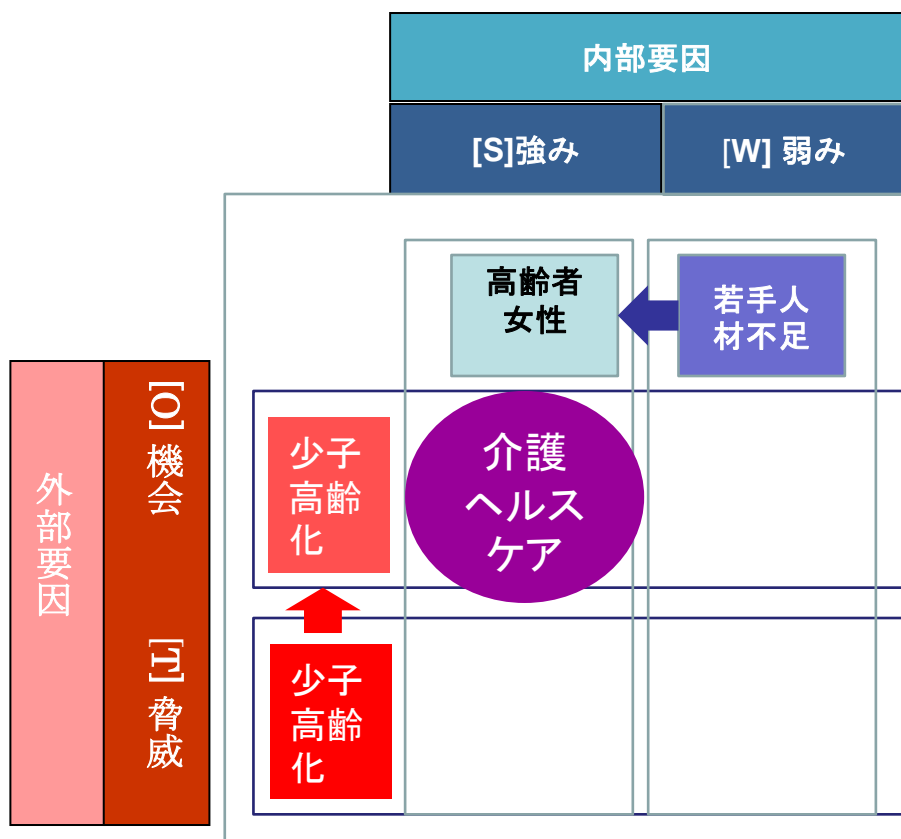 内部要因
[S]強み
[W] 弱み
高齢者
女性
若手人
材不足
外部要因
[O] 機会
少子
高齢
化
介護
ヘルス
ケア
[T] 脅威
少子
高齢
化